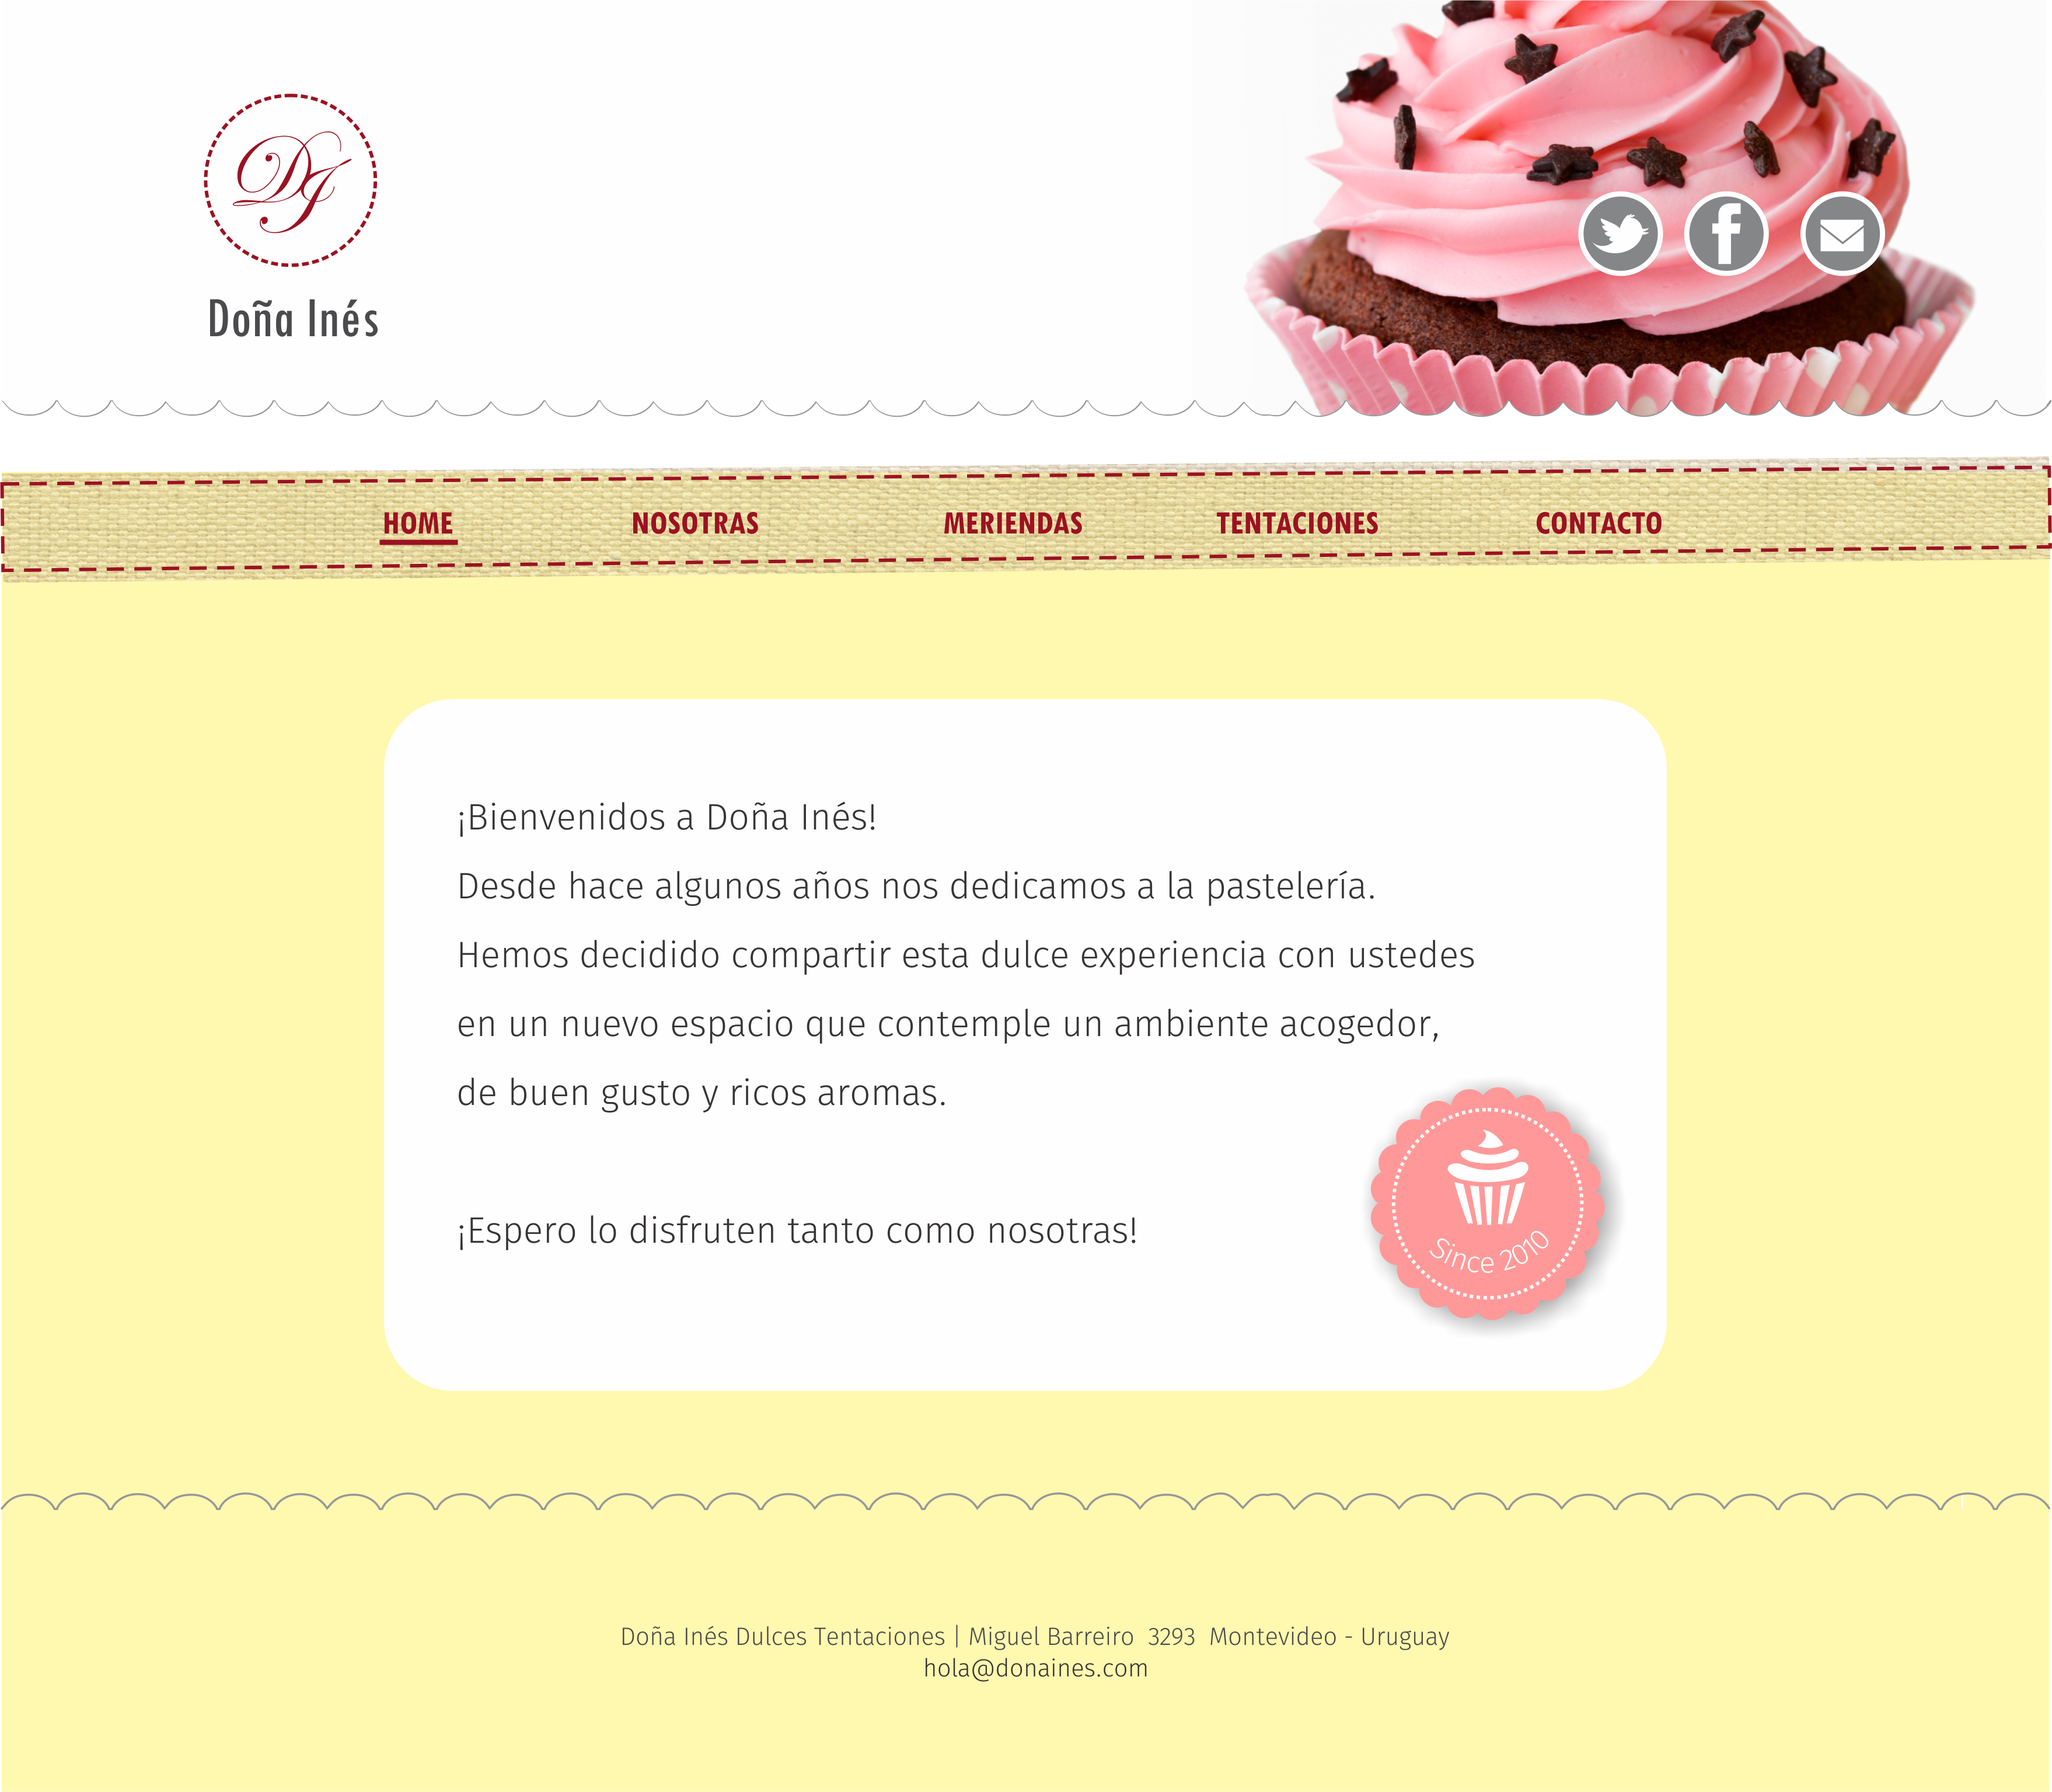 DI
Doña Inés
HOME NOSOTRAS MERIENDAS TENTACIONES CONTACTO
¡Bienvenidos a Doña Inés!
Desde hace algunos años nos dedicamos a la pastelería.
Hemos decidido compartir esta dulce experiencia con ustedes
en un nuevo espacio que contemple un ambiente acogedor,
de buen gusto y ricos aromas.
¡Espero lo disfruten tanto como nosotras!
Since 2010
Doña Inés Dulces Tentaciones | Miguel Barreiro 3293 Montevideo - Uruguay
hola@donaines.com